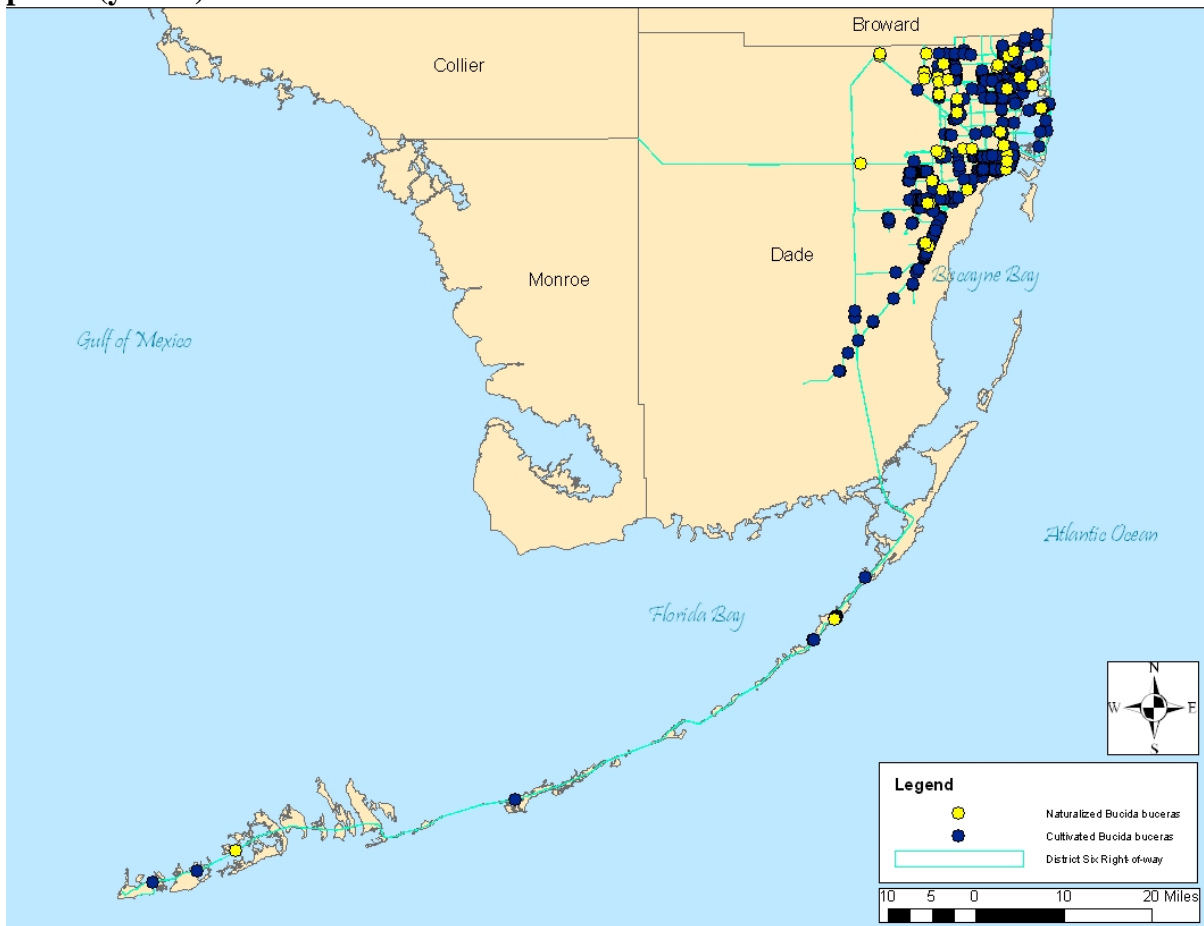 Broward
Collier
Dade
Monroe
Biscayne Bay
Gulf of Mexico
Atlantic Ocean
Florida Bay
N
W E
S
Legend
Naturalized Bucida buceras
Cultivated Bucida buceras
District Six Right-of-way
10 5 0 10 20 Miles